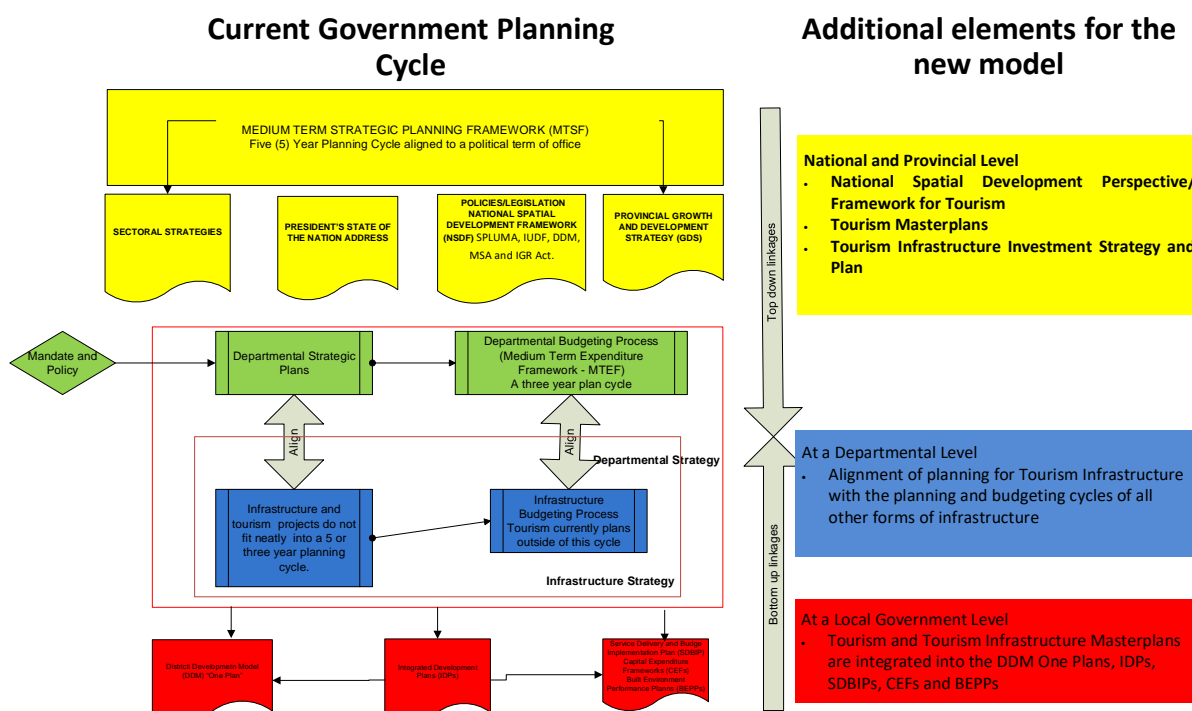 Current Government Planning
Cycle
Additional elements for the
new model
MEDIUM TERM STRATEGIC PLANNING FRAMEWORK (MTSF)
Five (5) Year Planning Cycle aligned to a political term of office
SECTORAL STRATEGIES
PRESIDENT'S STATE OF
THE NATION ADDRESS
POLICIES/LEGISLATION
NATIONAL SPATIAL
DEVELOPMENT FRAMEWORK
(NSDF) SPLUMA, IUDF, DDM,
MSA and IGR Act.
PROVINCIAL GROWTH
AND DEVELOPMENT
STRATEGY (GDS)
Top down linkages
National and Provincial Level
• National Spatial Development Perspective/
Framework for Tourism
• Tourism Masterplans
• Tourism Infrastructure Investment Strategy and
Plan
Mandate and
Policy
Departmental Strategic
Plans
Departmental Budgeting Process
(Medium Term Expenditure
Framework - MTEF)
A three year plan cycle
Align
Align
Departmental Strategy
Infrastructure and
tourism projects do not
fit neatly into a 5 or
three year planning
cycle.
Infrastructure
Budgeting Process
Tourism currently plans
outside of this cycle
Infrastructure Strategy
Bottom up linkages
At a Departmental Level
• Alignment of planning for Tourism Infrastructure
with the planning and budgeting cycles of all
other forms of infrastructure
District Developmetn Model
(DDM) "One Plan"
Integrated Development
Plans (IDPs)
Service Delivery and Budge
Implementation Plan (SDBIP)
Capital Expenditure
Frameworks (CEFs)
Built Environment
Performance Planns (BEPPs)
At a Local Government Level
• Tourism and Tourism Infrastructure Masterplans
are integrated into the DDM One Plans, IDPs,
SDBIPs, CEFs and BEPPs